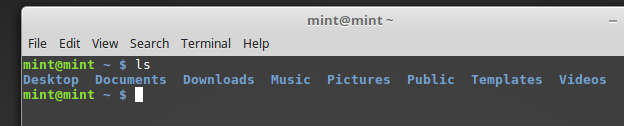 mint@mint ~
File Edit View Search Terminal Help
mint@mint ~ $ ls
Desktop Documents Downloads Music Pictures Public Templates Videos
mint@mint ~ $